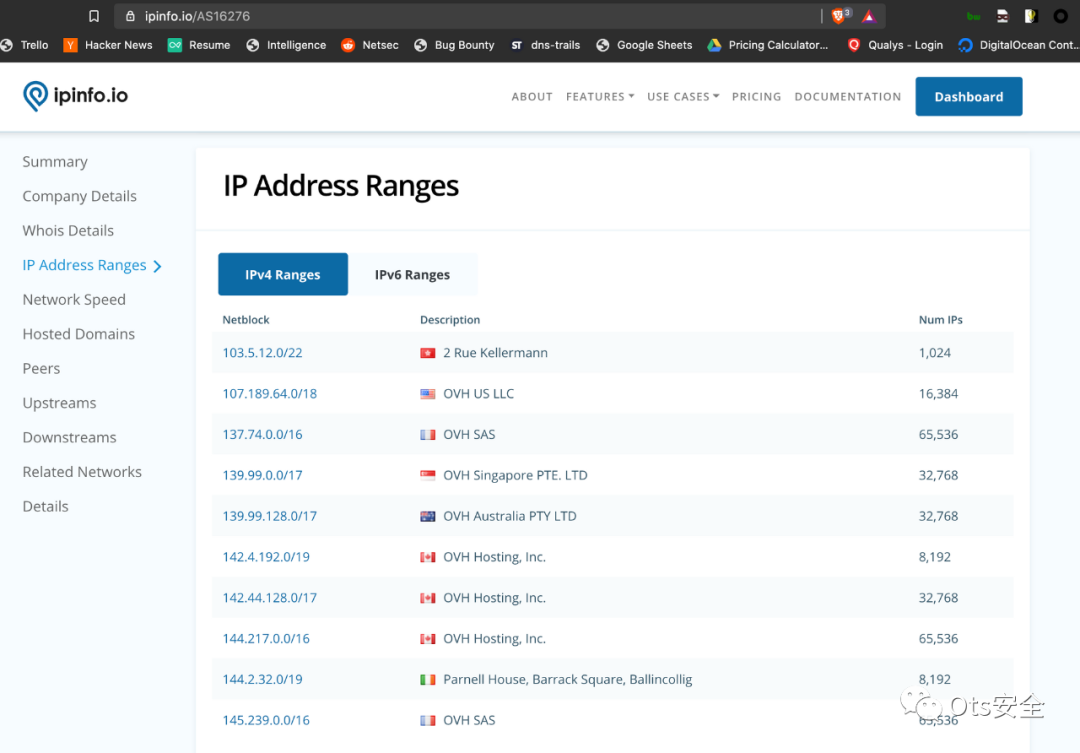 ipinfo.io/AS16276
3
Trello
Y
Hacker News
Resume
Intelligence
Netsec
Bug Bounty
ST
dns-trails
Google Sheets
Pricing Calculator...
Qualys - Login
DigitalOcean Cont...
ipinfo.io
ABOUT
FEATURES
USE CASES
PRICING
DOCUMENTATION
Dashboard
Summary
Company Details
Whois Details
IP Address Ranges
Network Speed
Hosted Domains
Peers
Upstreams
Downstreams
Related Networks
Details
IP Address Ranges
IPv4 Ranges
IPv6 Ranges
Netblock Description Num IPs
103.5.12.0/22 2 Rue Kellermann 1,024
107.189.64.0/18 OVH US LLC 16,384
137.74.0.0/16 OVH SAS 65,536
139.99.0.0/17 OVH Singapore PTE. LTD 32,768
139.99.128.0/17 OVH Australia PTY LTD 32,768
142.4.192.0/19 OVH Hosting, Inc. 8,192
142.44.128.0/17 OVH Hosting, Inc. 32,768
144.217.0.0/16 OVH Hosting, Inc. 65,536
144.2.32.0/19 Parnell House, Barrack Square, Ballincollig 8,192
145.239.0.0/16 OVH SAS 65,536
Ots安全